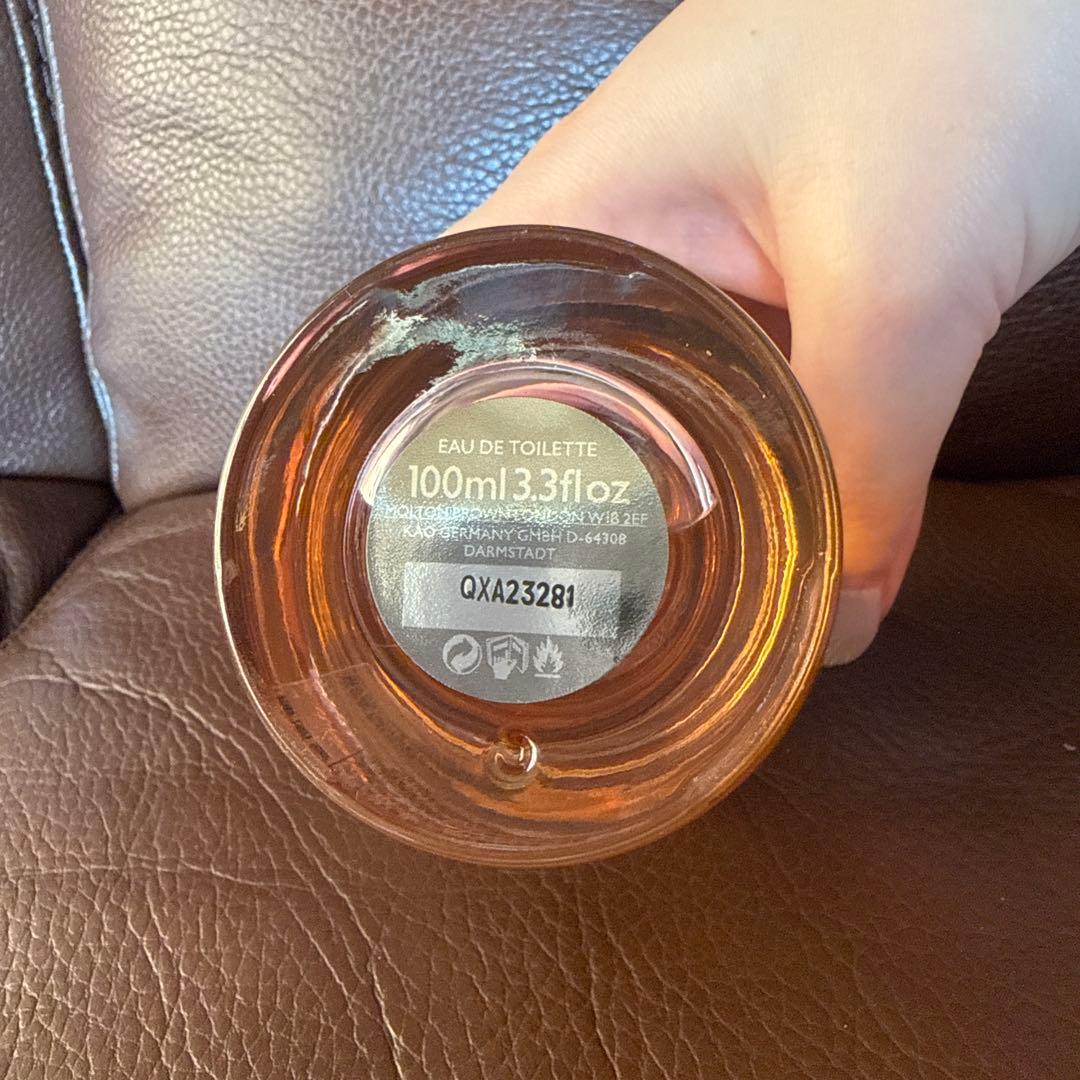 EAU DE TOILETTE
100ml 3.3fl oz
MOLTON BROWN LONDON W1B 2EF
KAO GERMANY GMBH D-64308
DARMSTADT
QXA23281